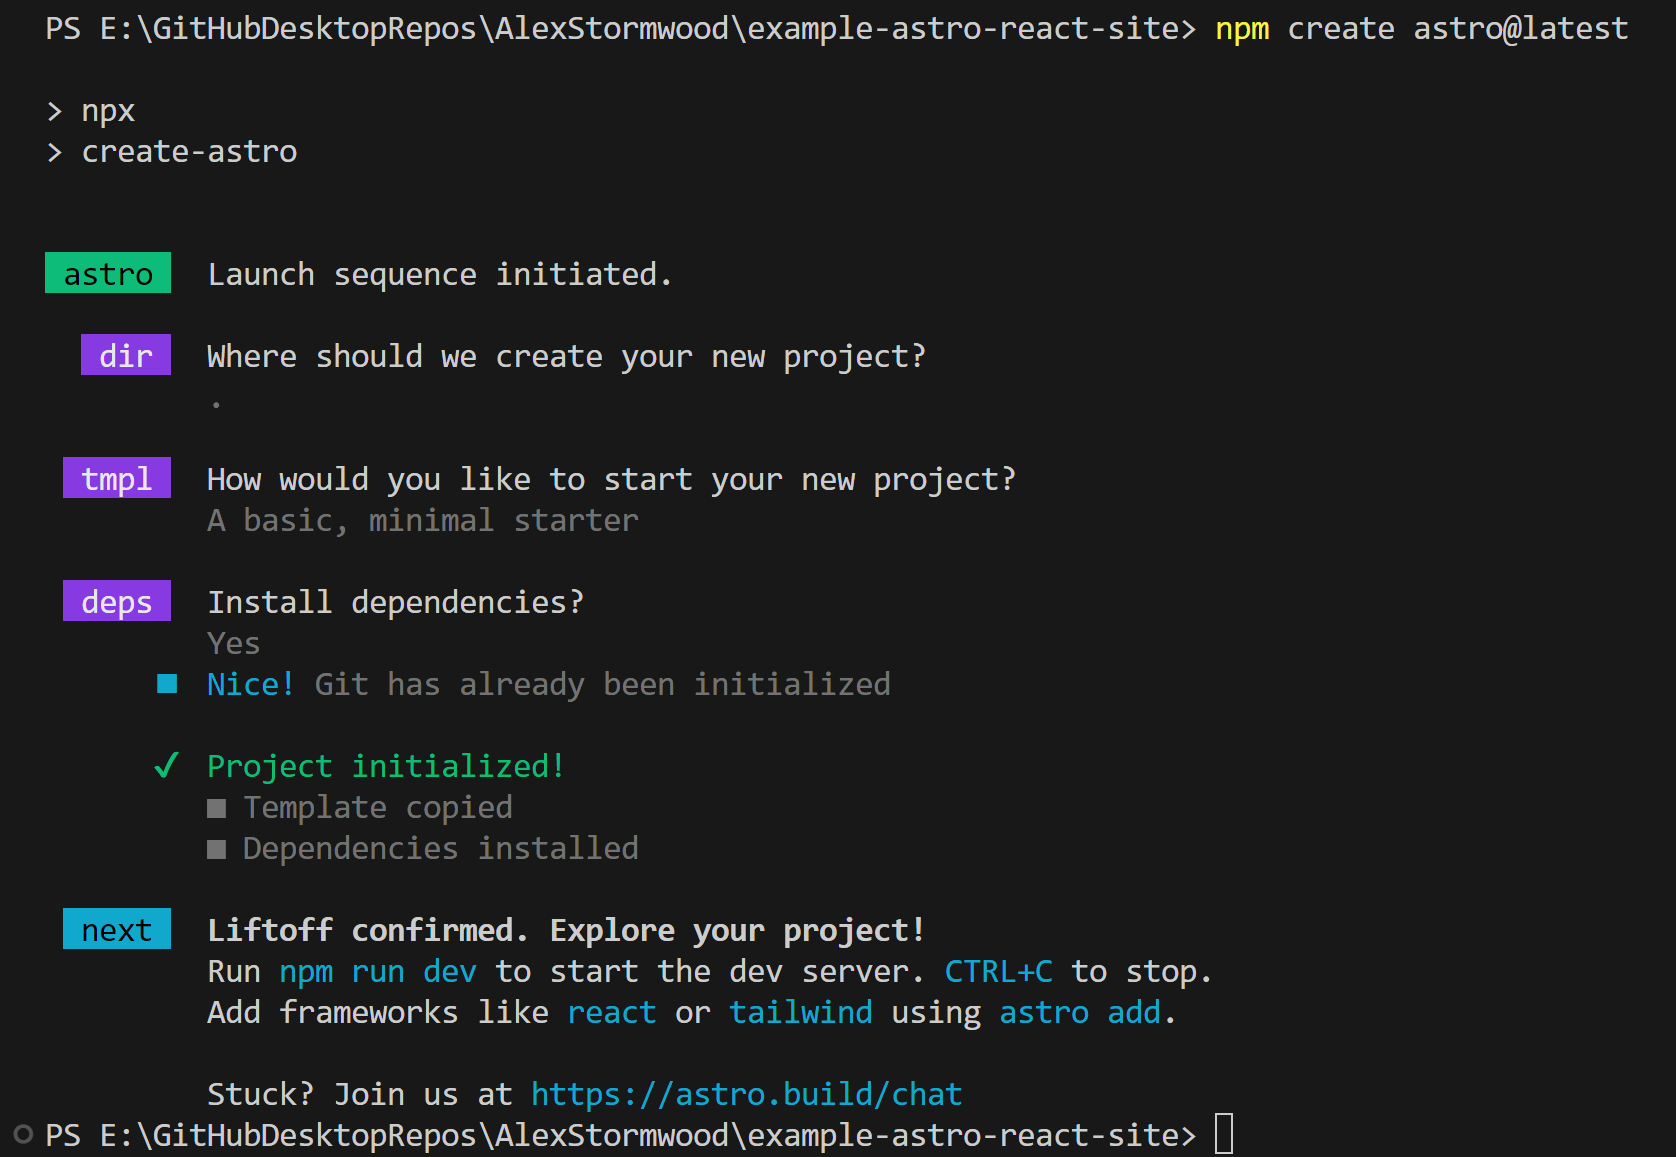 PS E:\GitHubDesktopRepos\AlexStormwood\example-astro-react-site> npm create astro@latest
> npx
> create-astro
astro Launch sequence initiated.
dir Where should we create your new project?
.
tmpl How would you like to start your new project?
A basic, minimal starter
deps Install dependencies?
Yes
■ Nice! Git has already been initialized
✓ Project initialized!
■ Template copied
■ Dependencies installed
next Liftoff confirmed. Explore your project!
Run npm run dev to start the dev server. CTRL+C to stop.
Add frameworks like react or tailwind using astro add.
Stuck? Join us at https://astro.build/chat
PS E:\GitHubDesktopRepos\AlexStormwood\example-astro-react-site>